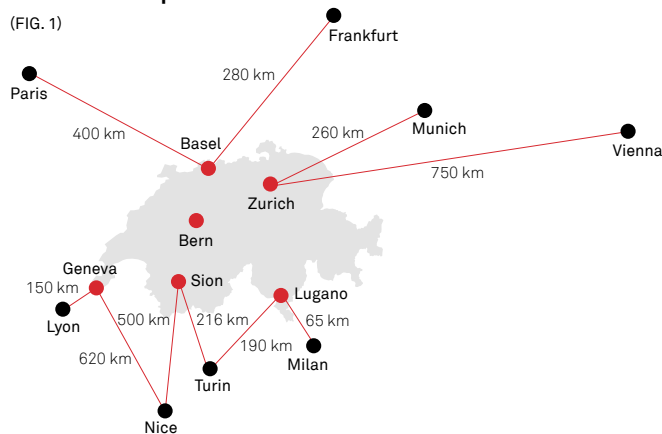 (FIG. 1)
Frankfurt
280 km
Paris
400 km
Basel
260 km
Munich
Vienna
750 km
Zurich
Bern
Geneva
Sion
Lugano
150 km
Lyon
500 km
216 km
65 km
620 km
190 km
Milan
Turin
Nice